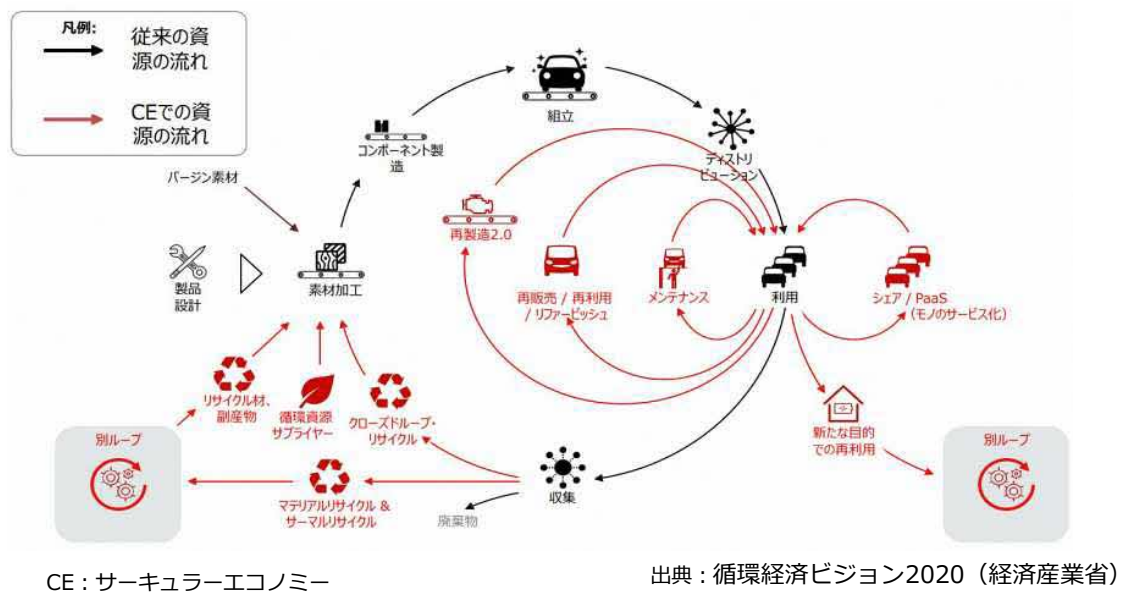 凡例:
従来の資
源の流れ
CEでの資
源の流れ
組立
コンポーネント製
造
ディストリ
ビューション
バージン素材
再製造2.0
製品
設計
素材加工
再販売 / 再利用
/ リファービッシュ
メンテナンス
利用
シェア / PaaS
（モノのサービス化）
リサイクル材、
副産物
循環資源
サプライヤー
クローズドループ・
リサイクル
新たな目的
での再利用
別ループ
別ループ
マテリアルリサイクル &
サーマルリサイクル
収集
廃棄物
CE：サーキュラーエコノミー
出典：循環経済ビジョン2020（経済産業省）